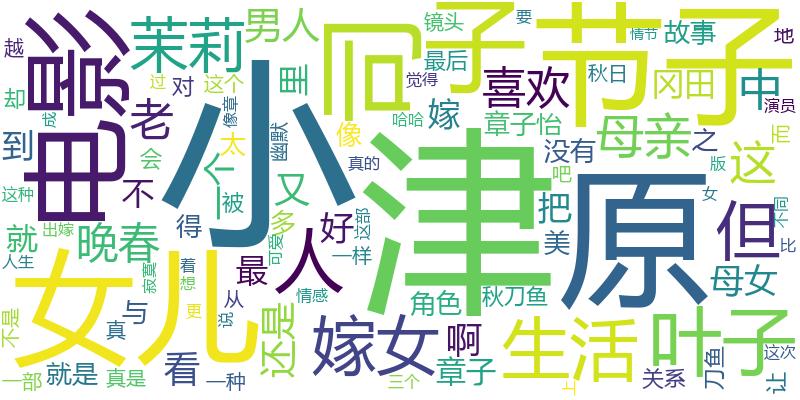 越
电影
茉莉
男人
厄
子
镜头
要
情节
故事
地
却
过
对
这个
里
最后
觉得
喜欢
秋日
节子
冈田
中
演员
成
老
像章
幽默
太
像
哈哈
嫁
章子怡
母亲
之
而
到
会
不
一个
小
津
原
没有
这
版
这种
被
又
真的
吧
女
不同
出嫁
就
晚春
得
多
可爱
好
这部
一样
把
美
但
比
人生
寂寞
着
想
最
人
角色
秋刀鱼
母女
不是
女儿
与
真
更
从
说
情感
还是
嫁女
啊
生活
叶子
刀鱼
这次
一部
就是
真是
看
一种
三个
章子
上
关系
让